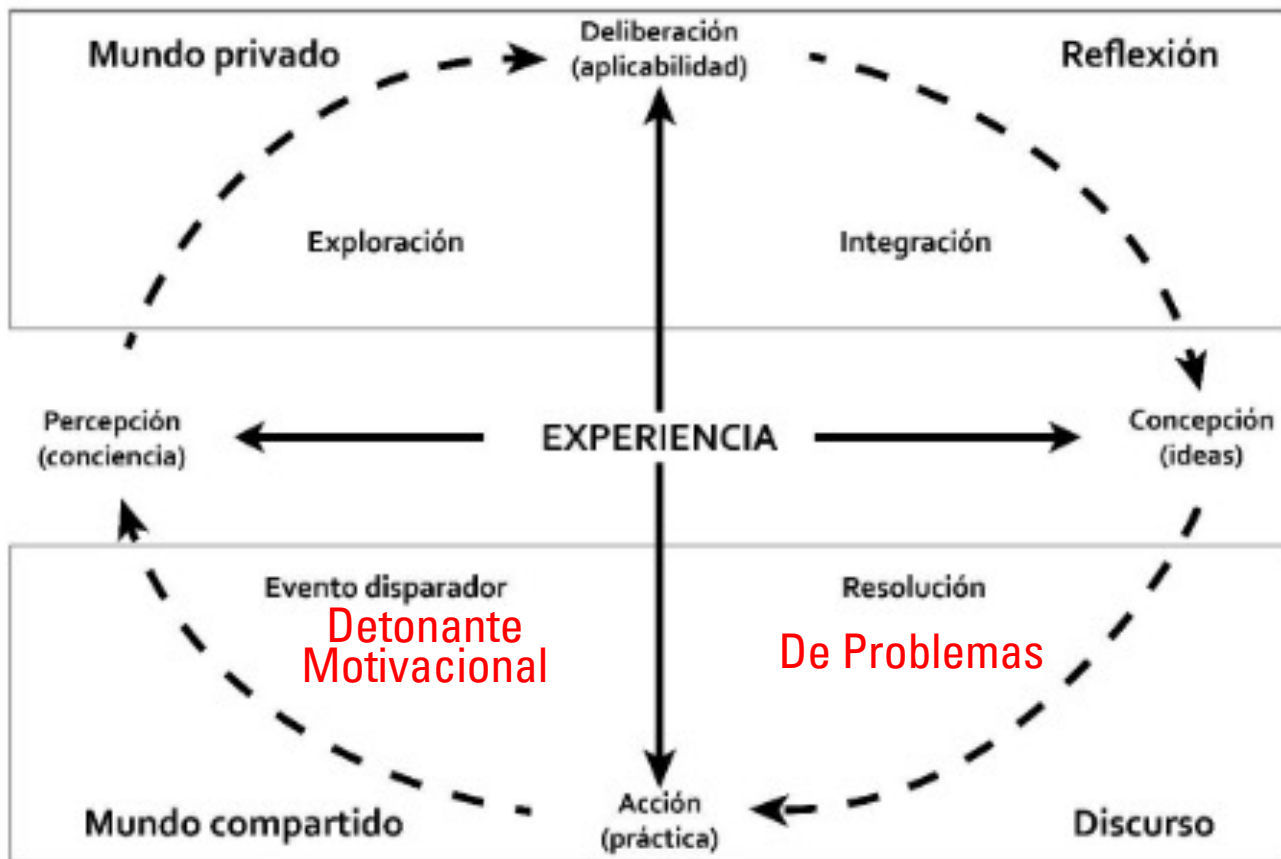 Mundo privado
Deliberación
(aplicabilidad)
Reflexión
Exploración
Integración
Percepción
(conciencia)
EXPERIENCIA
Concepción
(ideas)
Evento disparador
Detonante
Motivacional
Resolución
De Problemas
Mundo compartido
Acción
(práctica)
Discurso